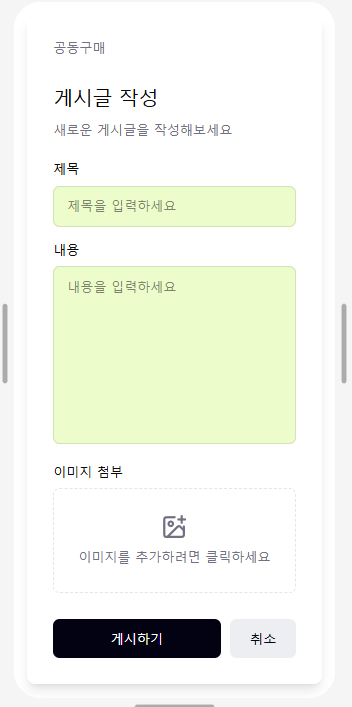 공동구매
게시글 작성
새로운 게시글을 작성해보세요
제목
제목을 입력하세요
내용
내용을 입력하세요
이미지 첨부
이미지를 추가하려면 클릭하세요
게시하기
취소